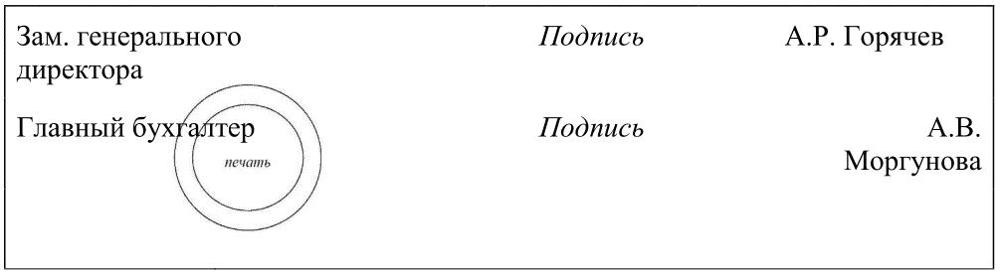 Зам. генерального Подпись А.Р. Горячев
директора
Главный бухгалтер Подпись А.В.
Моргунова
печать